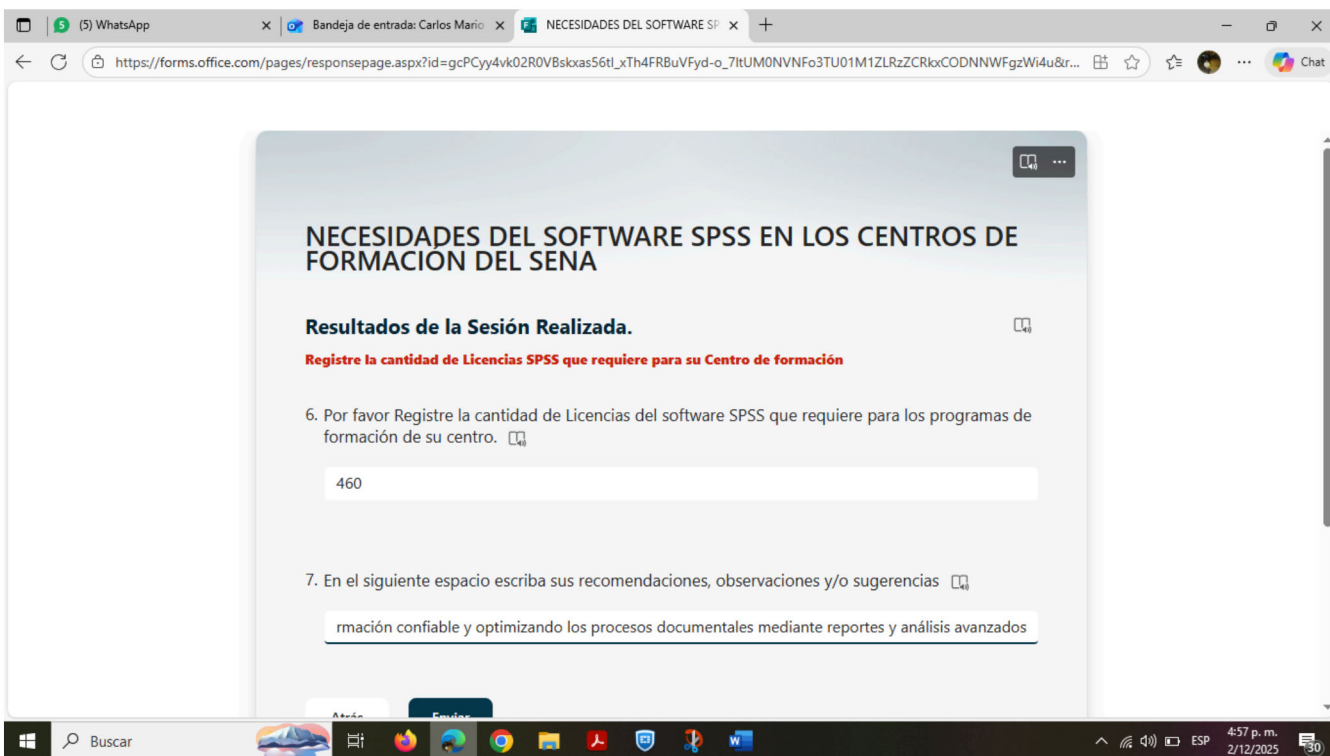 (5) WhatsApp
Bandeja de entrada: Carlos Mario
NECESIDADES DEL SOFTWARE SP
https://forms.office.com/pages/responsepage.aspx?id=gcPCyy4vk02R0VBskxas56tI_xTh4FRBuVFyd-o_7ltUM0NVNFo3TU01M1ZLRzZCRkxCODNNWFgzWi4u&r...
Chat
NECESIDADES DEL SOFTWARE SPSS EN LOS CENTROS DE
FORMACIÓN DEL SENA
Resultados de la Sesión Realizada.
Registre la cantidad de Licencias SPSS que requiere para su Centro de formación
6. Por favor Registre la cantidad de Licencias del software SPSS que requiere para los programas de
formación de su centro.
460
7. En el siguiente espacio escriba sus recomendaciones, observaciones y/o sugerencias
rmación confiable y optimizando los procesos documentales mediante reportes y análisis avanzados
Atrás
Enviar
Buscar
ESP
4:57 p. m.
2/12/2025
30